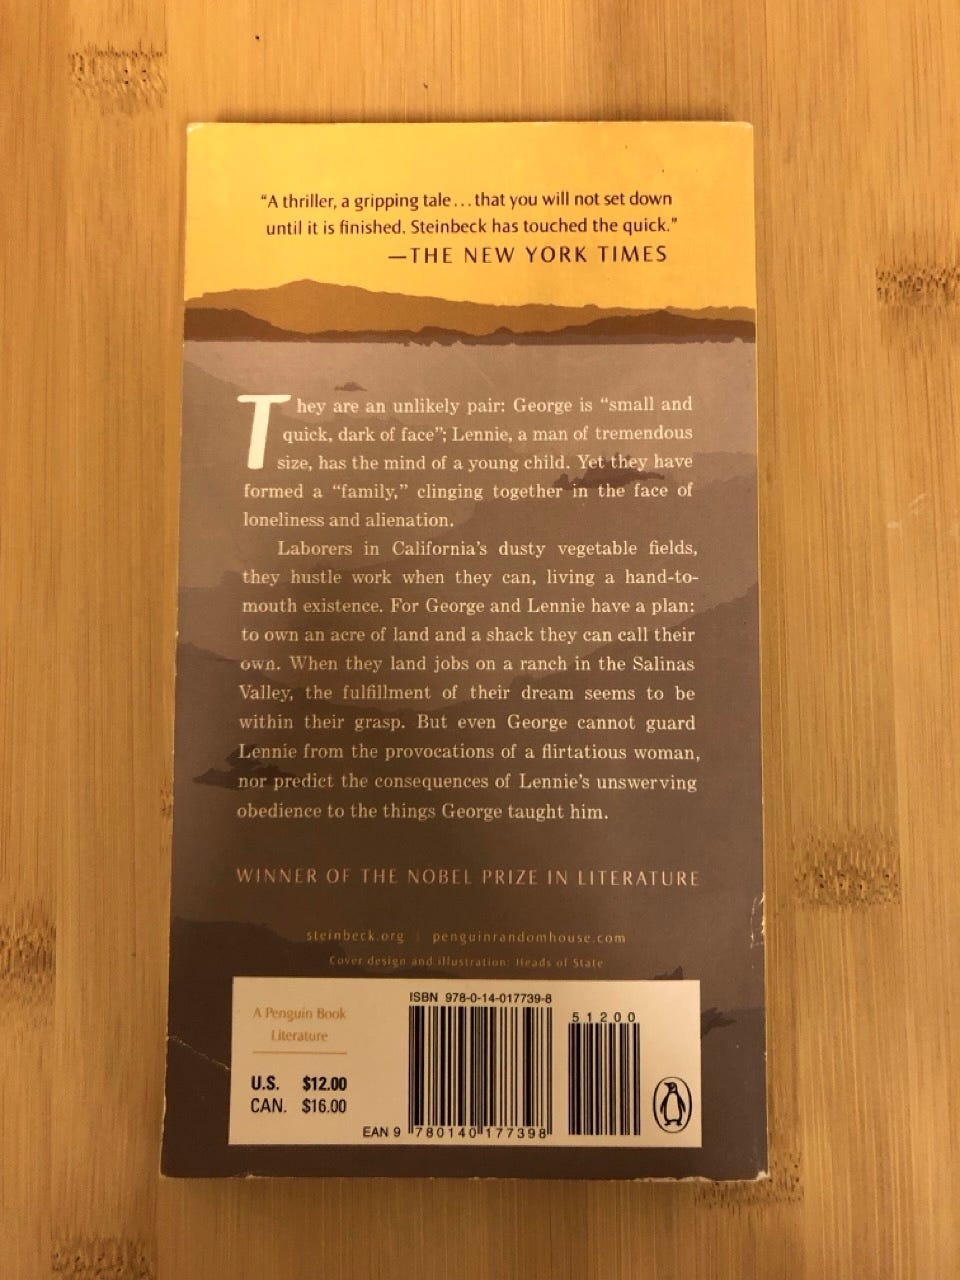 “A thriller, a gripping tale...that you will not set down
until it is finished. Steinbeck has touched the quick.”
—THE NEW YORK TIMES
They are an unlikely pair: George is “small and
quick, dark of face”; Lennie, a man of tremendous
size, has the mind of a young child. Yet they have
formed a “family,” clinging together in the face of
loneliness and alienation.
Laborers in California’s dusty vegetable fields,
they hustle work when they can, living a hand-to-
mouth existence. For George and Lennie have a plan:
to own an acre of land and a shack they can call their
own. When they land jobs on a ranch in the Salinas
Valley, the fulfillment of their dream seems to be
within their grasp. But even George cannot guard
Lennie from the provocations of a flirtatious woman,
nor predict the consequences of Lennie’s unswerving
obedience to the things George taught him.
WINNER OF THE NOBEL PRIZE IN LITERATURE
steinbeck.org | penguinrandomhouse.com
Cover design and illustration: Heads of State
A Penguin Book
Literature
U.S. $12.00
CAN. $16.00
ISBN 978-0-14-017739-8
51200
EAN 9 780140 177398